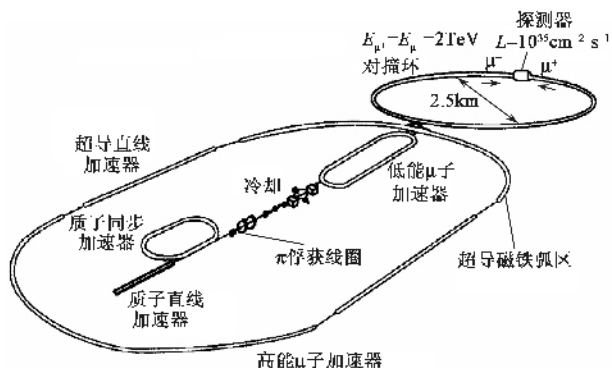 探测器
E_μ⁺=E_μ⁻=2TeV
L~10³⁵cm⁻²s⁻¹
对撞环
μ⁻
μ⁺
2.5km
超导直线
加速器
冷却
低能μ子
加速器
质子同步
加速器
π俘获线圈
超导磁铁弧区
质子直线
加速器
高能μ子加速器